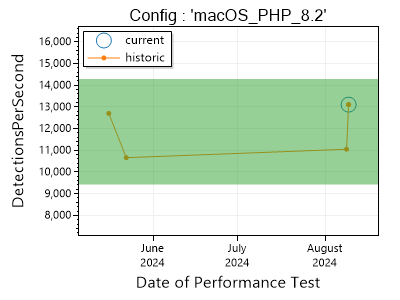 Config : 'macOS_PHP_8.2'
current
historic
DetectionsPerSecond
16,000
15,000
14,000
13,000
12,000
11,000
10,000
9,000
8,000
June
2024
July
2024
August
2024
Date of Performance Test